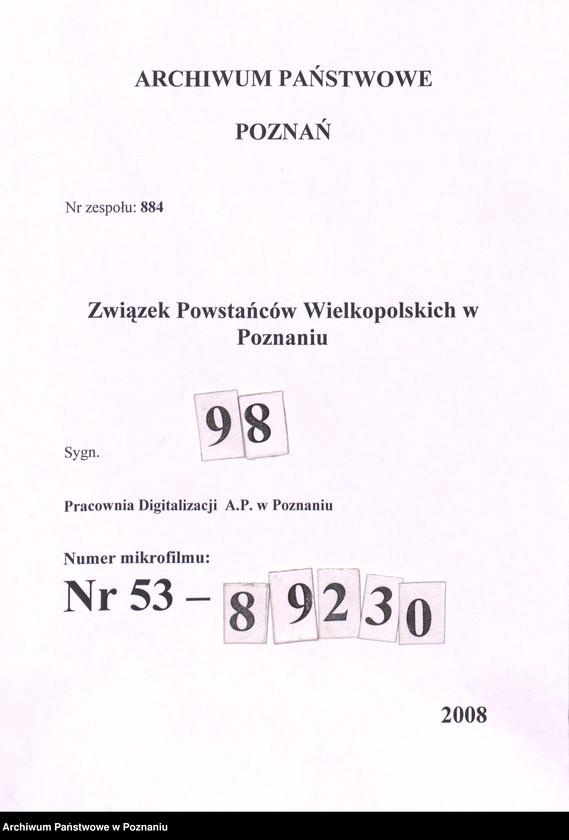 ARCHIWUM PAŃSTWOWE
POZNAŃ
Nr zespołu: 884
Związek Powstańców Wielkopolskich w
Poznaniu
98
Sygn.
Pracownia Digitalizacji A.P. w Poznaniu
Numer mikrofilmu:
Nr 53 – 89230
2008
Archiwum Państwowe w Poznaniu